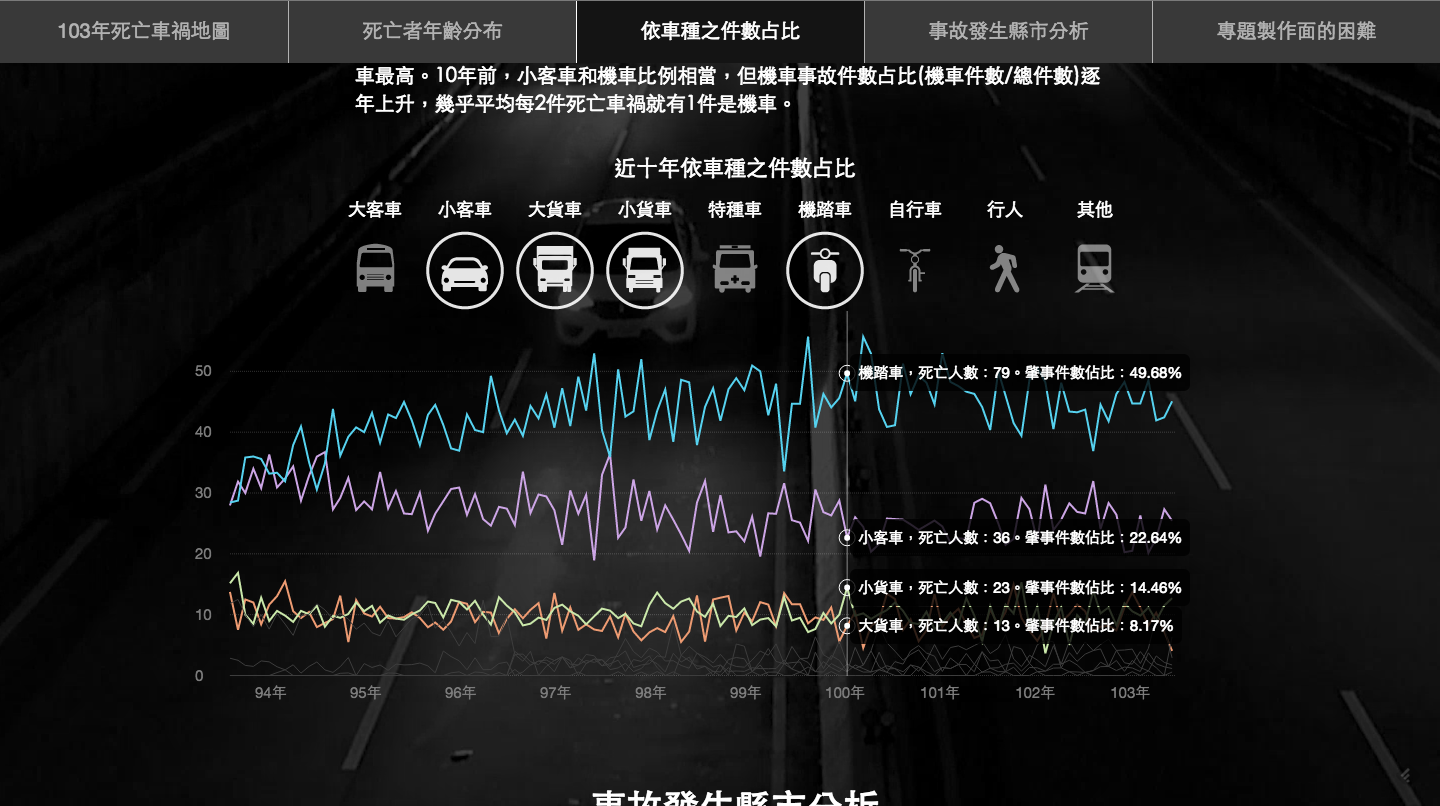 103年死亡車禍地圖
死亡者年齡分布
依車種之件數占比
事故發生縣市分析
專題製作面的困難
車最高。10年前，小客車和機車比例相當，但機車事故件數占比(機車件數/總件數)逐
年上升，幾乎平均每2件死亡車禍就有1件是機車。
近十年依車種之件數占比
大客車
小客車
大貨車
小貨車
特種車
機踏車
自行車
行人
其他
50
機踏車，死亡人數：79。肇事件數佔比：49.68%
40
30
小客車，死亡人數：36。肇事件數佔比：22.64%
20
小貨車，死亡人數：23。肇事件數佔比：14.46%
10
大貨車，死亡人數：13。肇事件數佔比：8.17%
0
94年
95年
96年
97年
98年
99年
100年
101年
102年
103年
事故發生縣市分析